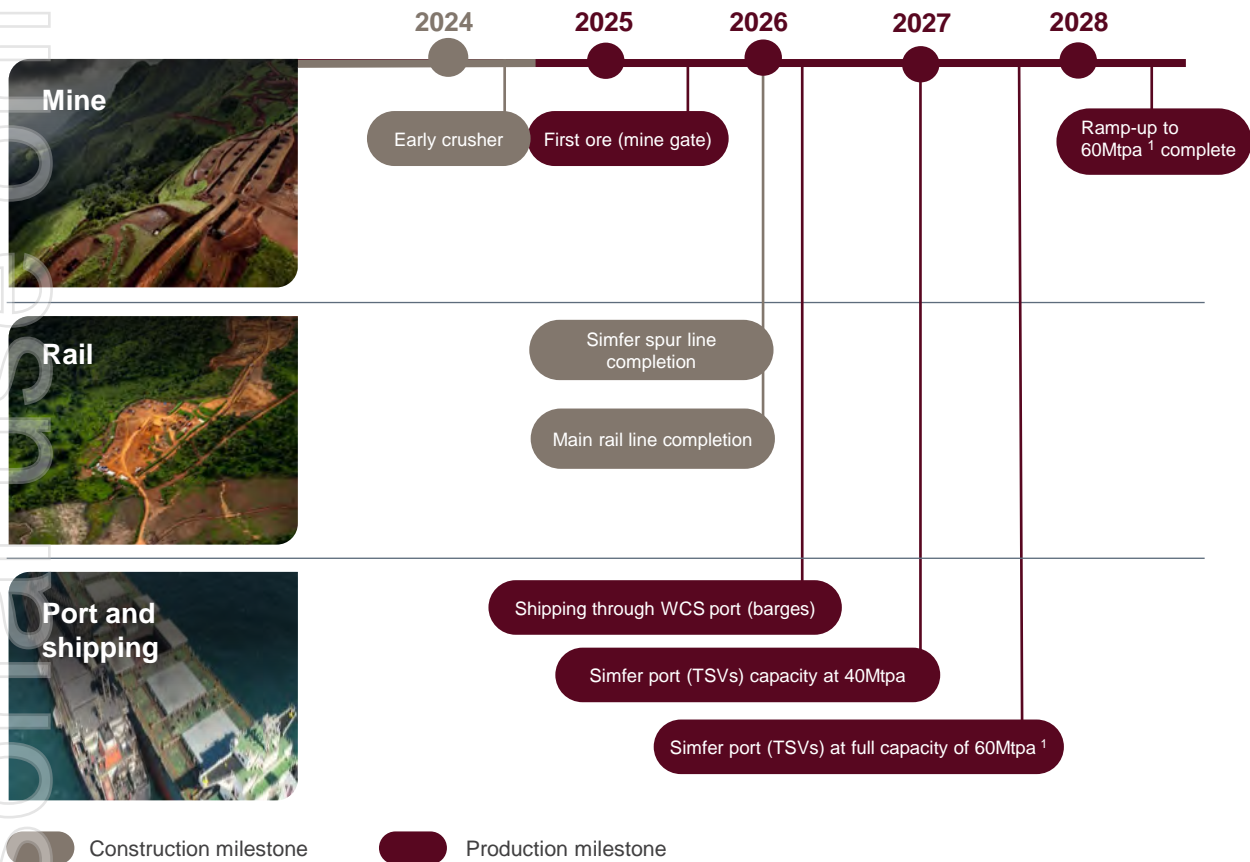 2024
2025
2026
2027
2028
Mine
Early crusher
First ore (mine gate)
Ramp-up to
60Mtpa ¹ complete
Rail
Simfer spur line
completion
Main rail line completion
Port and
shipping
Shipping through WCS port (barges)
Simfer port (TSVs) capacity at 40Mtpa
Simfer port (TSVs) at full capacity of 60Mtpa ¹
Construction milestone
Production milestone